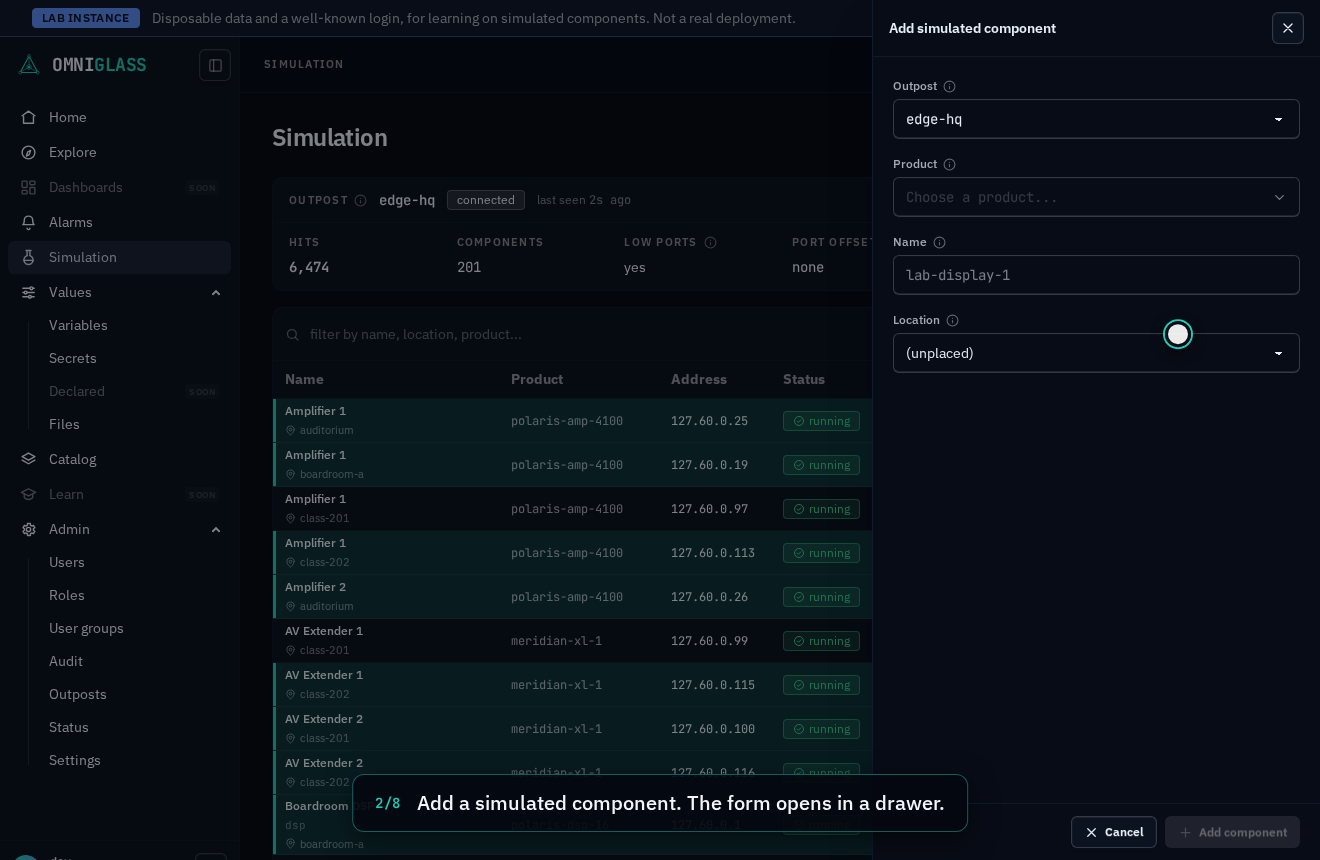 LAB INSTANCE Disposable data and a well-known login, for learning on simulated components. Not a real deployment.
OMNIGLASS
Home
Explore
Dashboards SOON
Alarms
Simulation
Values
Variables
Secrets
Declared SOON
Files
Catalog
Learn SOON
Admin
Users
Roles
User groups
Audit
Outposts
Status
Settings
SIMULATION
Simulation
OUTPOST edge-hq connected last seen 2s ago
HITS COMPONENTS LOW PORTS PORT OFFSET
6,474 201 yes none
filter by name, location, product...
Name Product Address Status
Amplifier 1 polaris-amp-4100 127.60.0.25 running
auditorium
Amplifier 1 polaris-amp-4100 127.60.0.19 running
boardroom-a
Amplifier 1 polaris-amp-4100 127.60.0.97 running
class-201
Amplifier 1 polaris-amp-4100 127.60.0.113 running
class-202
Amplifier 2 polaris-amp-4100 127.60.0.26 running
auditorium
AV Extender 1 meridian-xl-1 127.60.0.99 running
class-201
AV Extender 1 meridian-xl-1 127.60.0.115 running
class-202
AV Extender 2 meridian-xl-1 127.60.0.100 running
class-201
AV Extender 2 meridian-xl-1 127.60.0.116 running
class-202
Boardroom
dsp
boardroom-a
Add simulated component
Outpost
edge-hq
Product
Choose a product...
Name
lab-display-1
Location
(unplaced)
Cancel Add component
2/8 Add a simulated component. The form opens in a drawer.